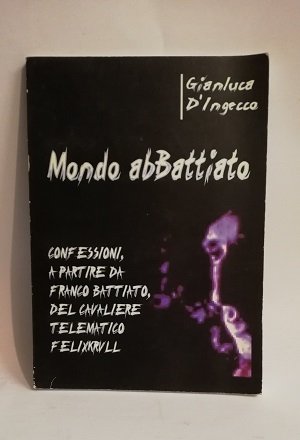 Gianluca
D'Ingecco
Mondo abBattiato
CONFESSIONI,
A PARTIRE DA
FRANCO BATTIATO,
DEL CAVALIERE
TELEMATICO
FELIXKRULL